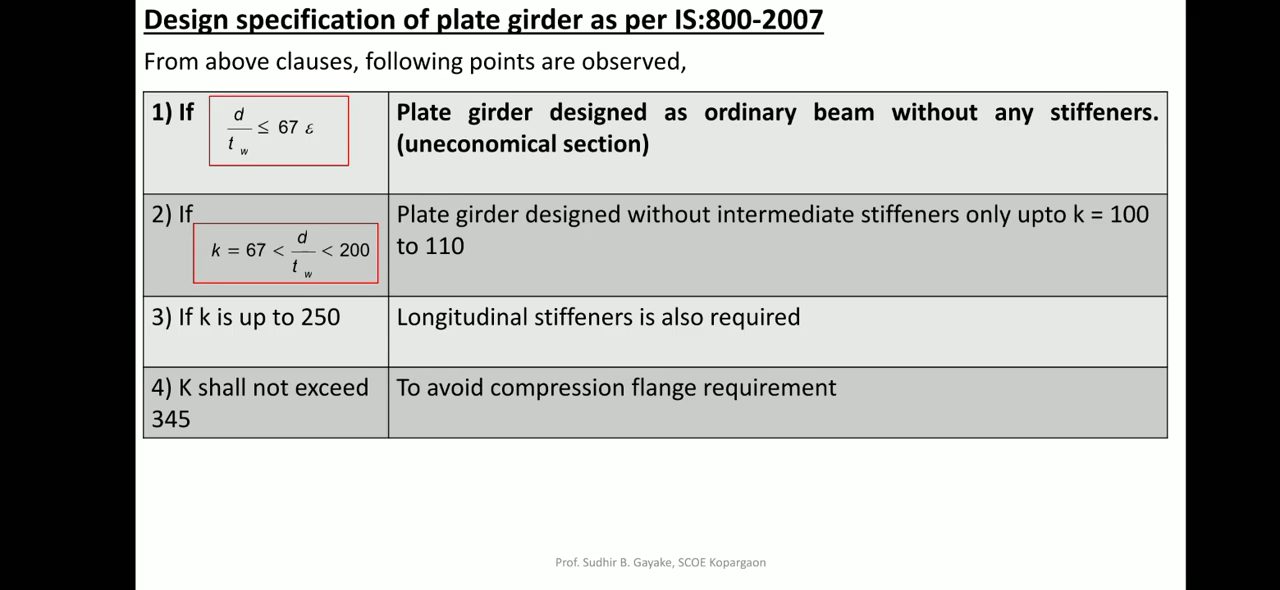 Design specification of plate girder as per IS:800-2007
From above clauses, following points are observed,
1) If d/t_w ≤ 67 ε
Plate girder designed as ordinary beam without any stiffeners.
(uneconomical section)
2) If
k = 67 < d/t_w < 200
Plate girder designed without intermediate stiffeners only upto k = 100
to 110
3) If k is up to 250
Longitudinal stiffeners is also required
4) K shall not exceed
345
To avoid compression flange requirement
Prof. Sudhir B. Gayake, SCOE Kopargaon